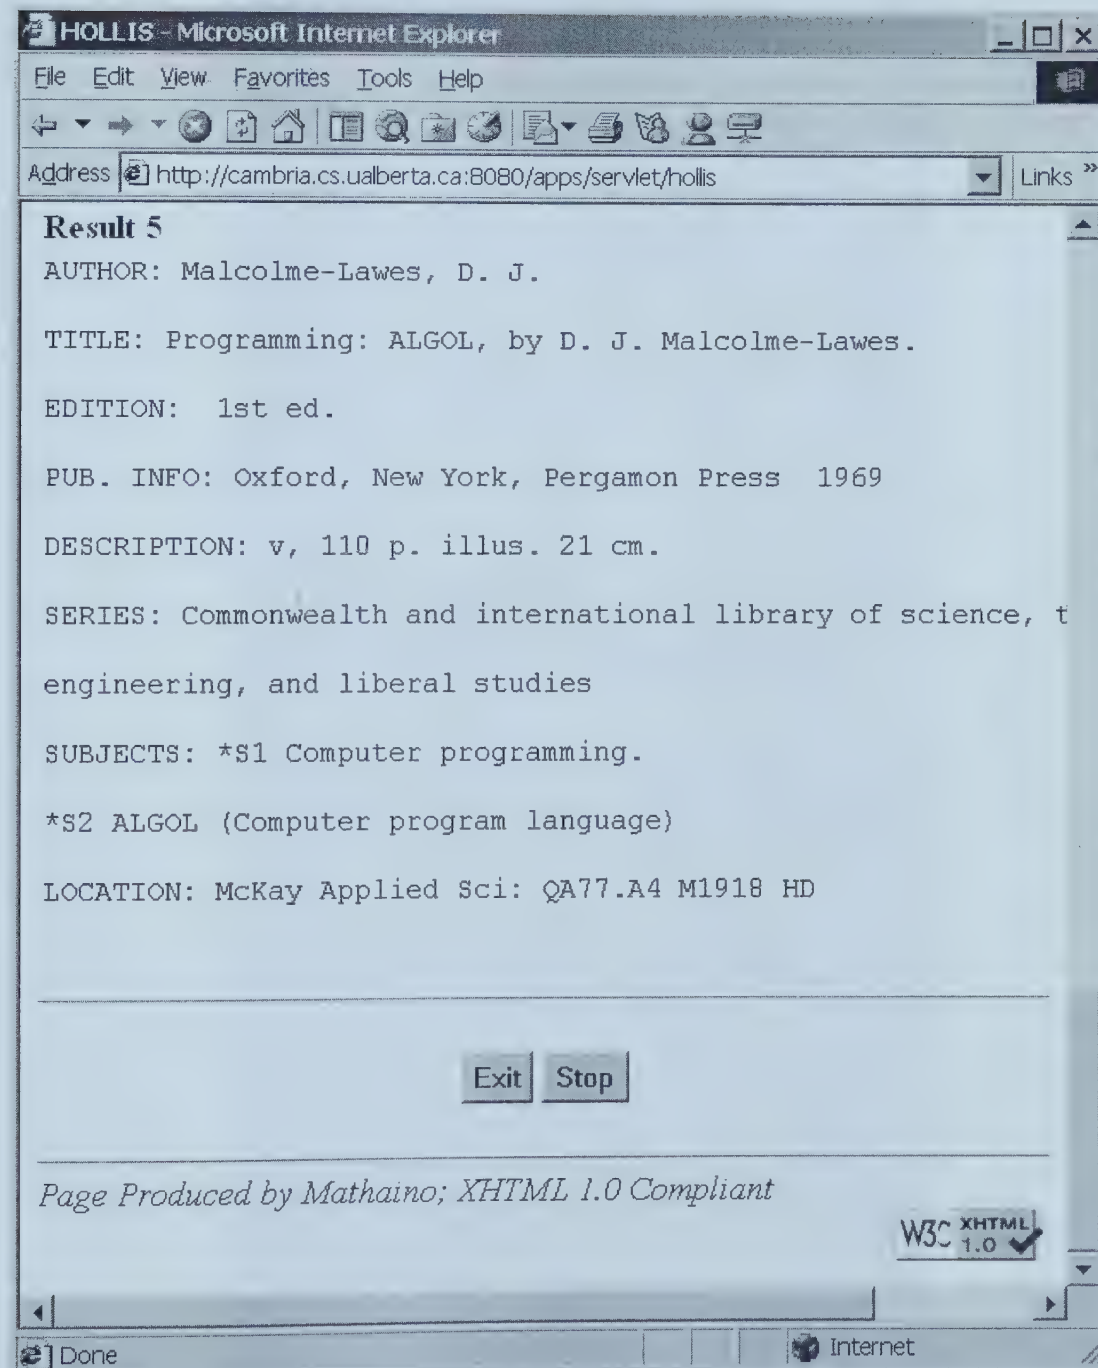 HOLLIS - Microsoft Internet Explorer
File Edit View Favorites Tools Help
Address http://cambria.cs.ualberta.ca:8080/apps/servlet/hollis Links »
Result 5
AUTHOR: Malcolme-Lawes, D. J.
TITLE: Programming: ALGOL, by D. J. Malcolme-Lawes.
EDITION: 1st ed.
PUB. INFO: Oxford, New York, Pergamon Press 1969
DESCRIPTION: v, 110 p. illus. 21 cm.
SERIES: Commonwealth and international library of science, t
engineering, and liberal studies
SUBJECTS: *S1 Computer programming.
*S2 ALGOL (Computer program language)
LOCATION: McKay Applied Sci: QA77.A4 M1918 HD
Exit Stop
Page Produced by Mathaino; XHTML 1.0 Compliant
W3C XHTML 1.0
Done Internet